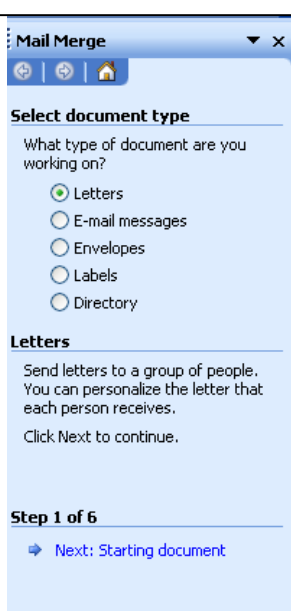 Mail Merge
Select document type
What type of document are you
working on?
Letters
E-mail messages
Envelopes
Labels
Directory
Letters
Send letters to a group of people.
You can personalize the letter that
each person receives.
Click Next to continue.
Step 1 of 6
Next: Starting document